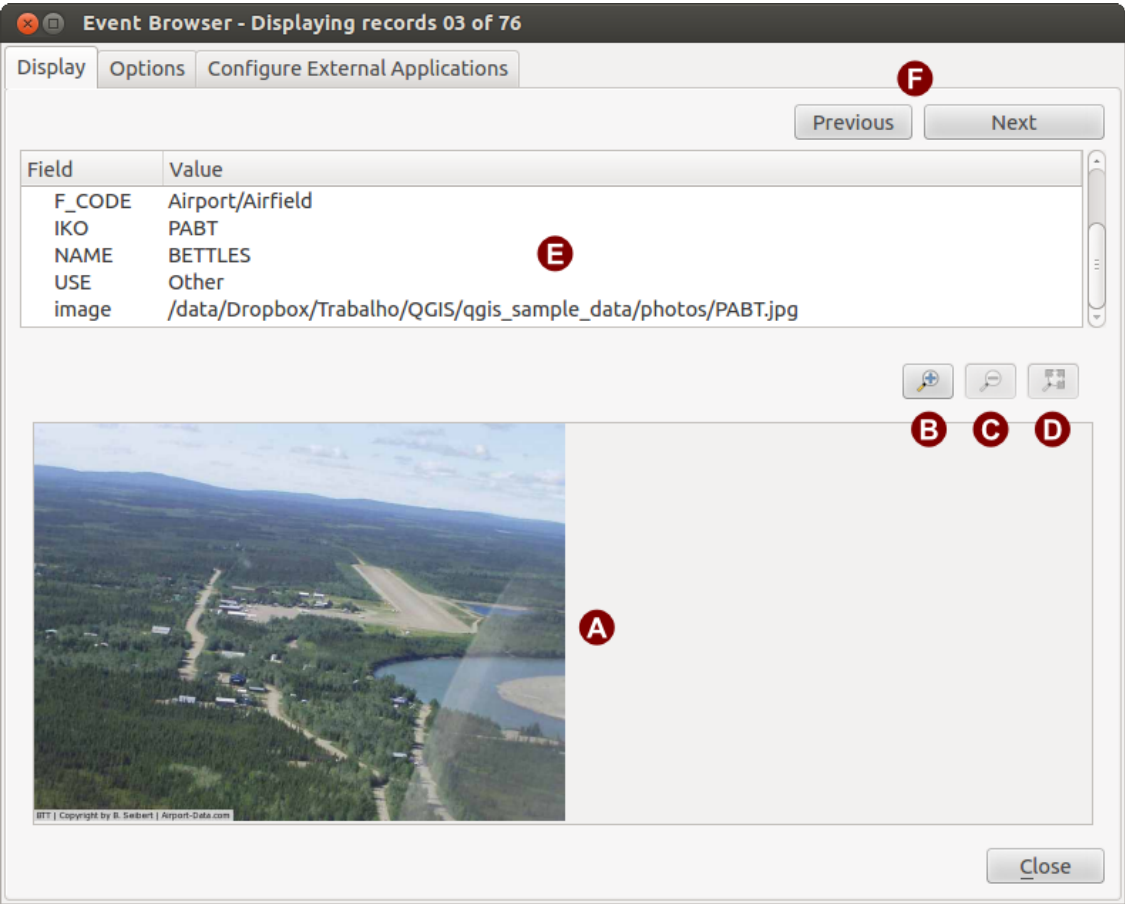 Event Browser - Displaying records 03 of 76
Display Options Configure External Applications
F
Previous Next
Field Value
F_CODE Airport/Airfield
IKO PABT
NAME BETTLES
E
USE Other
image /data/Dropbox/Trabalho/QGIS/qgis_sample_data/photos/PABT.jpg
B C D
A
BTT | Copyright by B. Seibert | Airport-Data.com
Close